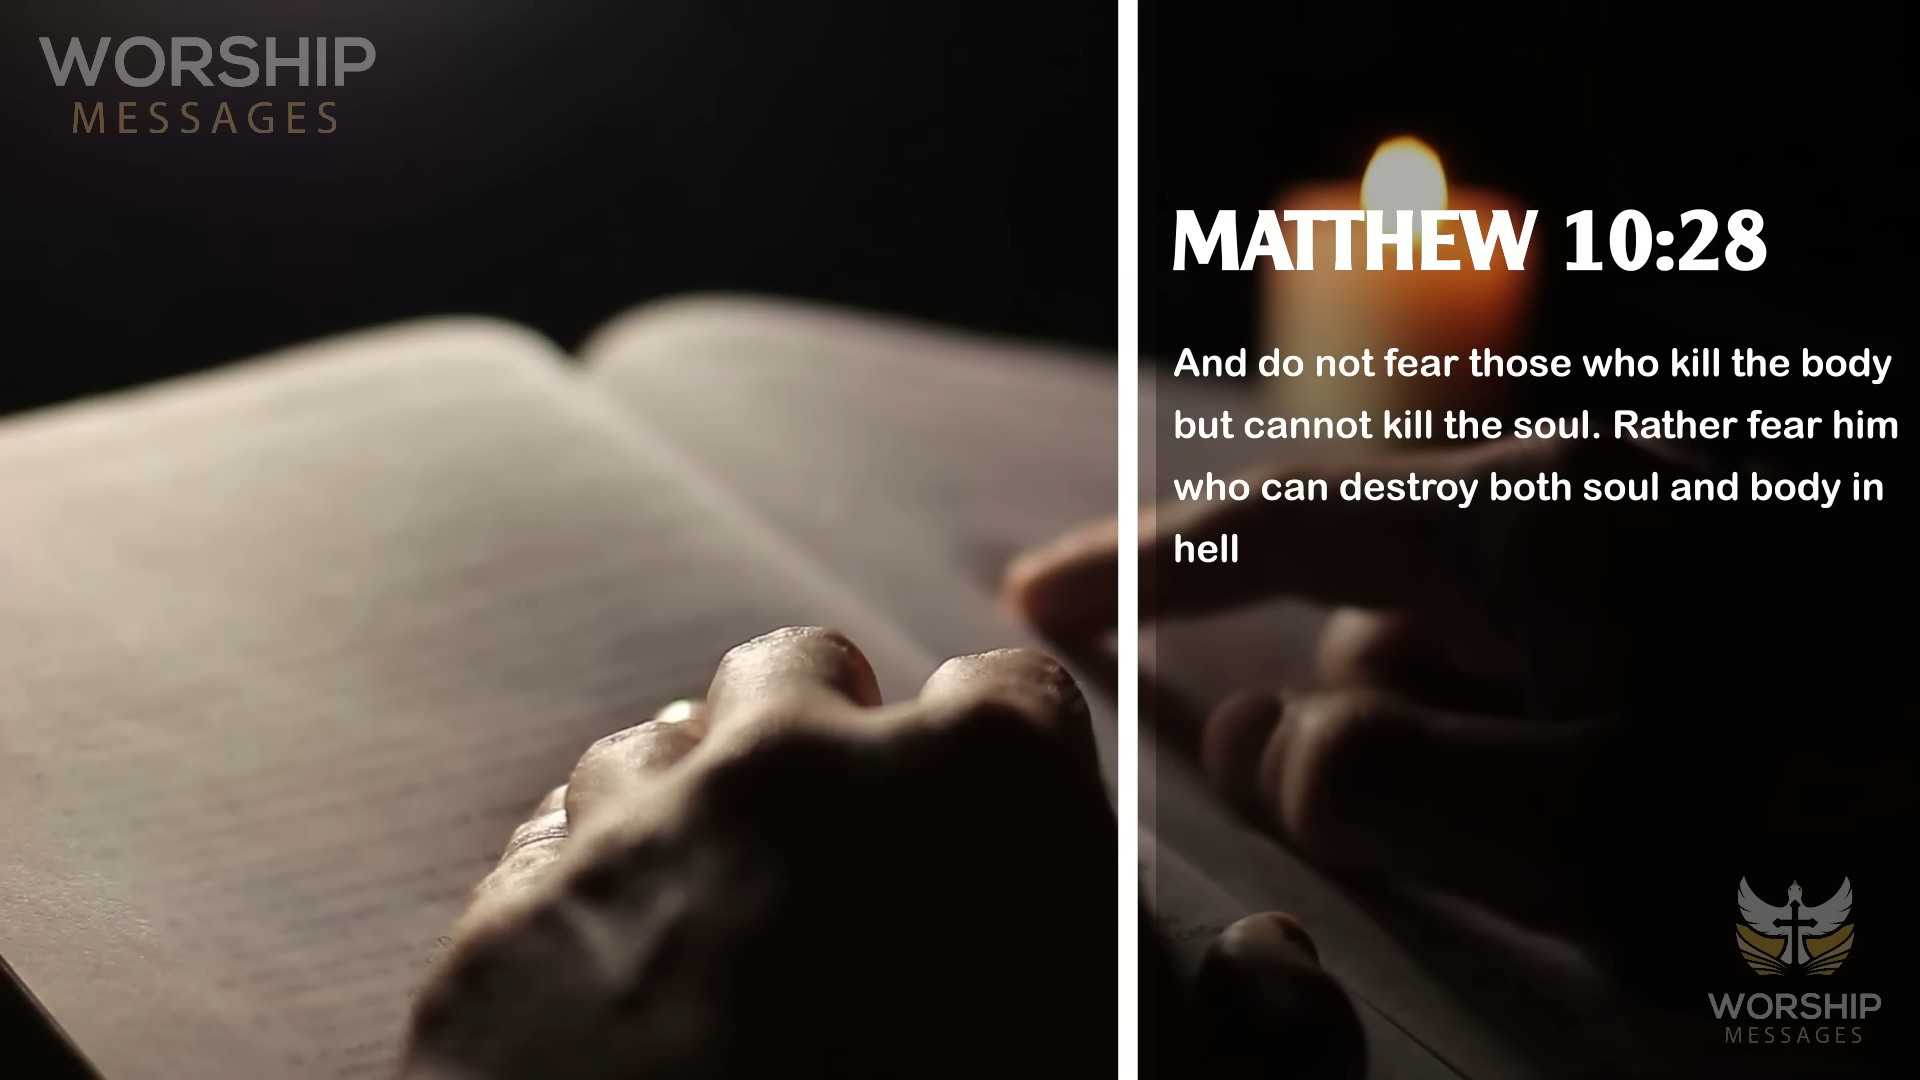 WORSHIP
MESSAGES
MATTHEW 10:28
And do not fear those who kill the body
but cannot kill the soul. Rather fear him
who can destroy both soul and body in
hell
WORSHIP
MESSAGES